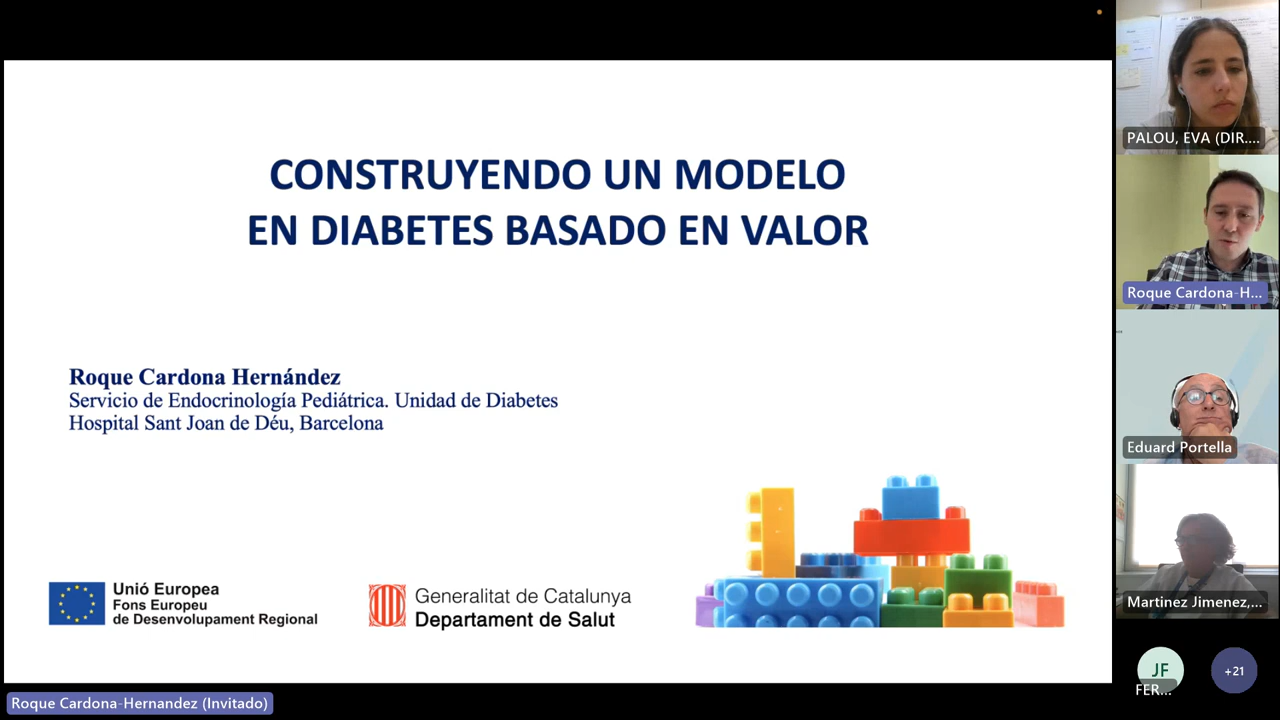 CONSTRUYENDO UN MODELO
EN DIABETES BASADO EN VALOR
Roque Cardona Hernández
Servicio de Endocrinología Pediátrica. Unidad de Diabetes
Hospital Sant Joan de Déu, Barcelona
Unió Europea
Fons Europeu
de Desenvolupament Regional
Generalitat de Catalunya
Departament de Salut
Roque Cardona-Hernandez (Invitado)
PALOU, EVA (DIR....
Roque Cardona-H...
Eduard Portella
Martinez Jimenez,...
JF
FER...
+21